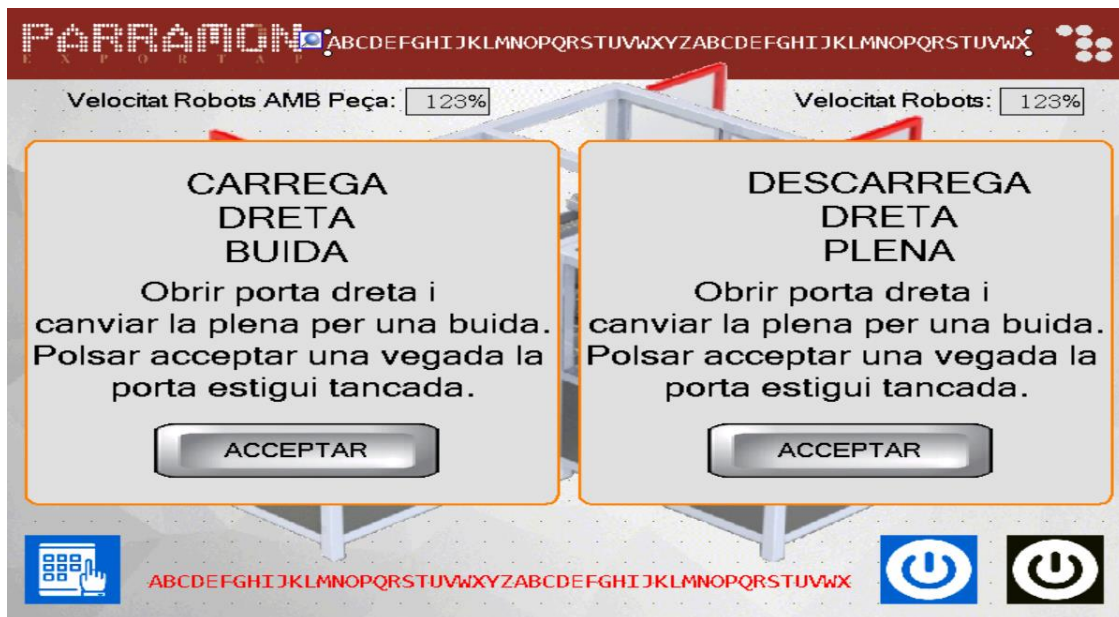 PARRAMON
EXPORTAP
ABCDEFGHIJKLMNOPQRSTUVWXYZABCDEFGHIJKLMNOPQRSTUVWX
Velocitat Robots AMB Peça: 123%
Velocitat Robots: 123%
CARREGA
DRETA
BUIDA
Obrir porta dreta i
canviar la plena per una buida.
Polsar acceptar una vegada la
porta estigui tancada.
ACCEPTAR
DESCARREGA
DRETA
PLENA
Obrir porta dreta i
canviar la plena per una buida.
Polsar acceptar una vegada la
porta estigui tancada.
ACCEPTAR
ABCDEFGHIJKLMNOPQRSTUVWXYZABCDEFGHIJKLMNOPQRSTUVWX